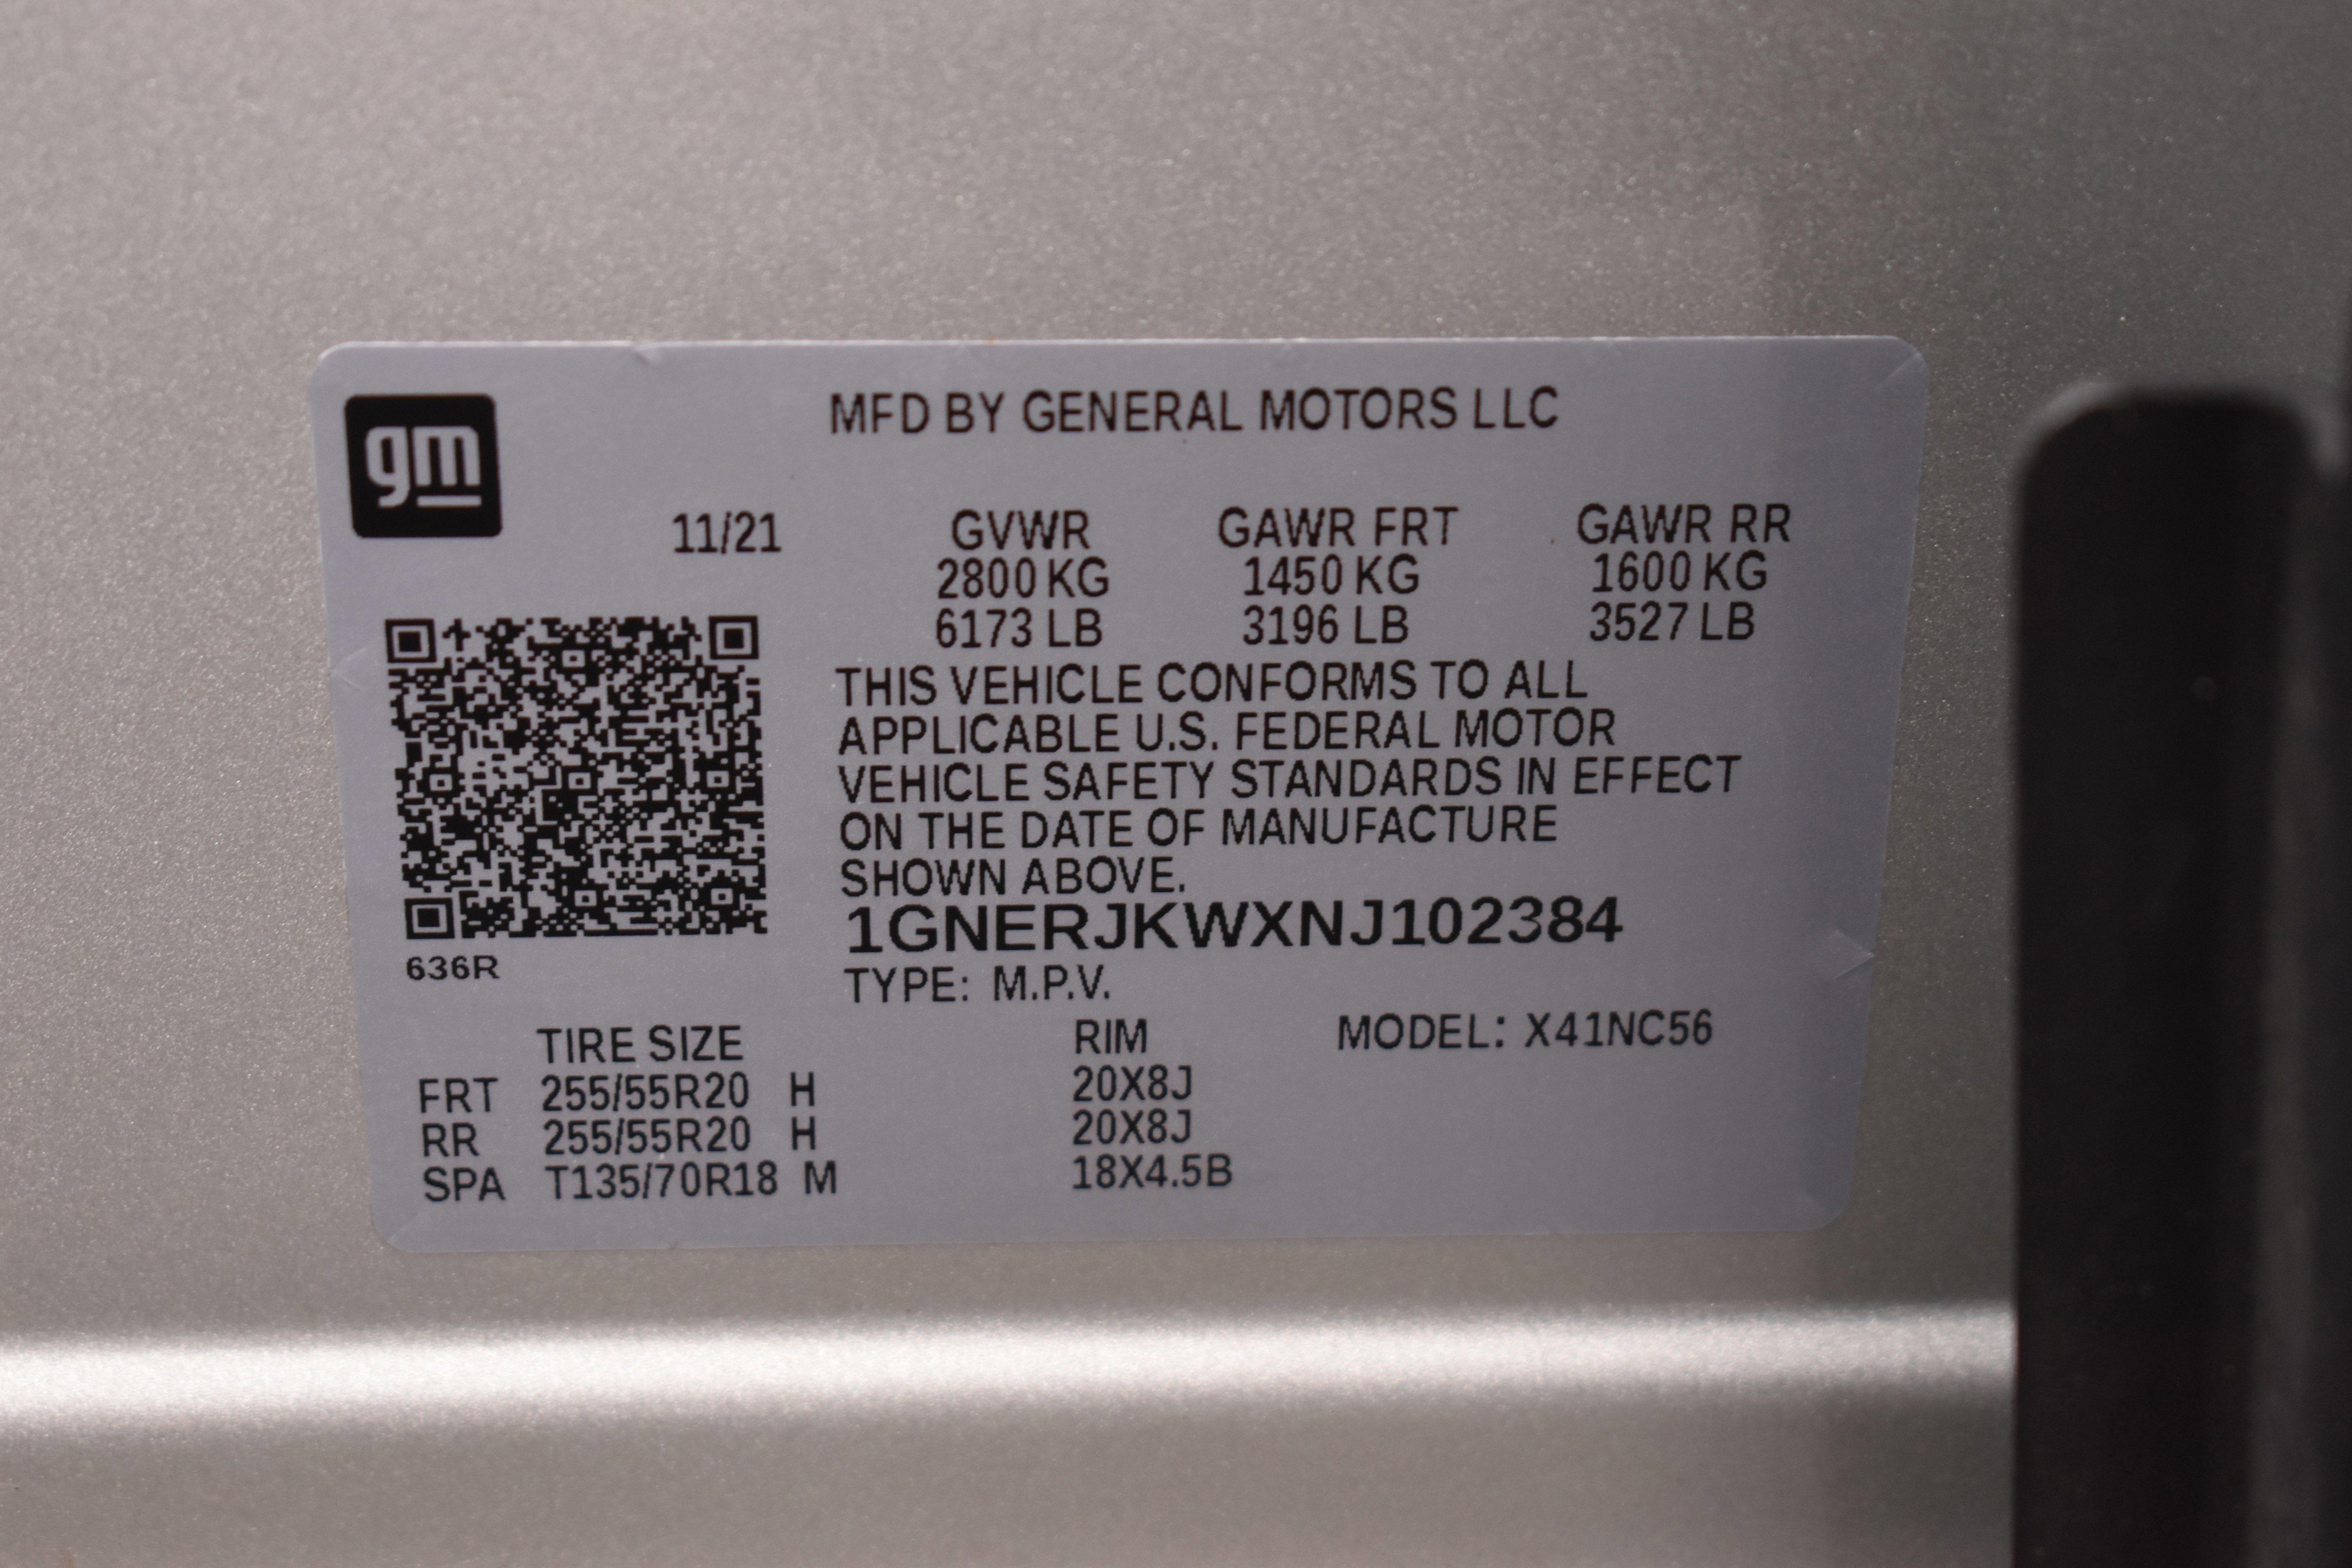 gm
MFD BY GENERAL MOTORS LLC
11/21 GVWR GAWR FRT GAWR RR
2800 KG 1450 KG 1600 KG
6173 LB 3196 LB 3527 LB
THIS VEHICLE CONFORMS TO ALL
APPLICABLE U.S. FEDERAL MOTOR
VEHICLE SAFETY STANDARDS IN EFFECT
ON THE DATE OF MANUFACTURE
SHOWN ABOVE.
1GNERJKWXNJ102384
636R
TYPE: M.P.V.
TIRE SIZE RIM MODEL: X41NC56
FRT 255/55R20 H 20X8J
RR 255/55R20 H 20X8J
SPA T135/70R18 M 18X4.5B